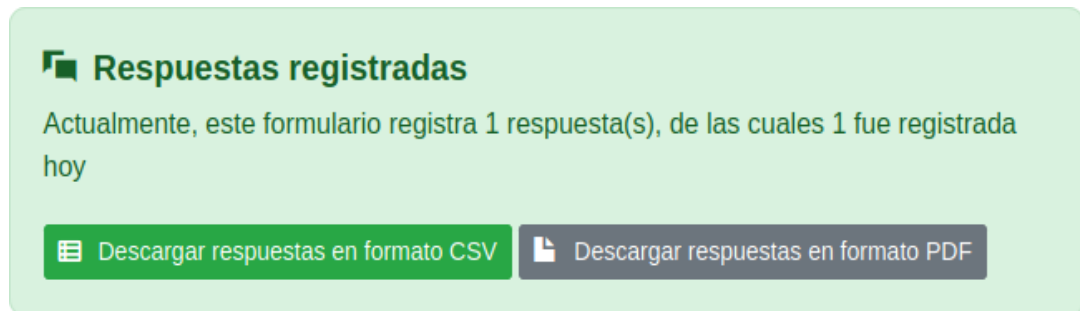 Respuestas registradas
Actualmente, este formulario registra 1 respuesta(s), de las cuales 1 fue registrada
hoy
Descargar respuestas en formato CSV
Descargar respuestas en formato PDF